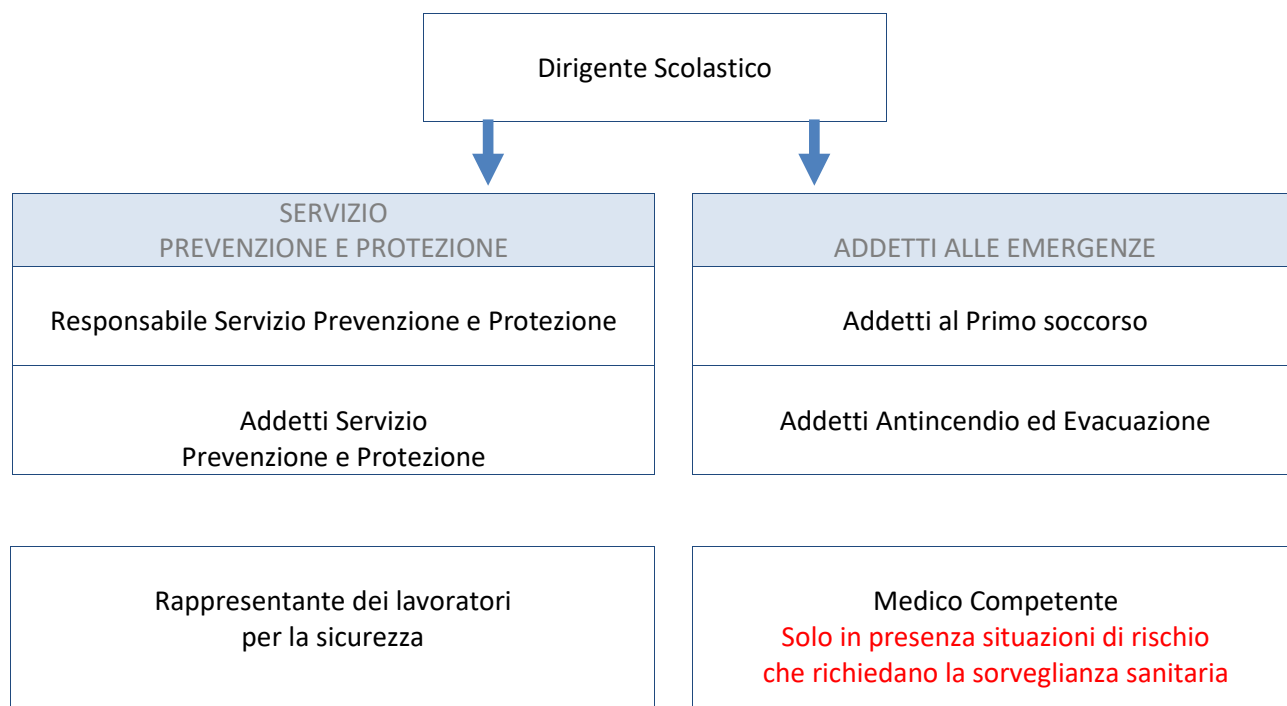 Dirigente Scolastico
SERVIZIO
PREVENZIONE E PROTEZIONE
Responsabile Servizio Prevenzione e Protezione
Addetti Servizio
Prevenzione e Protezione
ADDETTI ALLE EMERGENZE
Addetti al Primo soccorso
Addetti Antincendio ed Evacuazione
Rappresentante dei lavoratori
per la sicurezza
Medico Competente
Solo in presenza situazioni di rischio
che richiedano la sorveglianza sanitaria